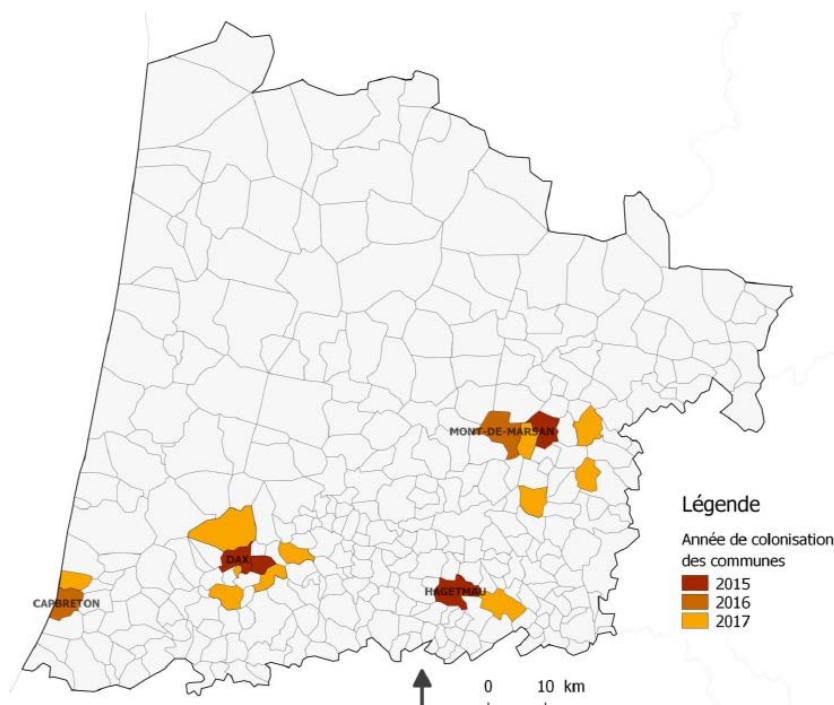 MONT-DE-MARSAN
DAX
CAPBRETON
HAGETMAU
Légende
Année de colonisation
des communes
2015
2016
2017
0 10 km